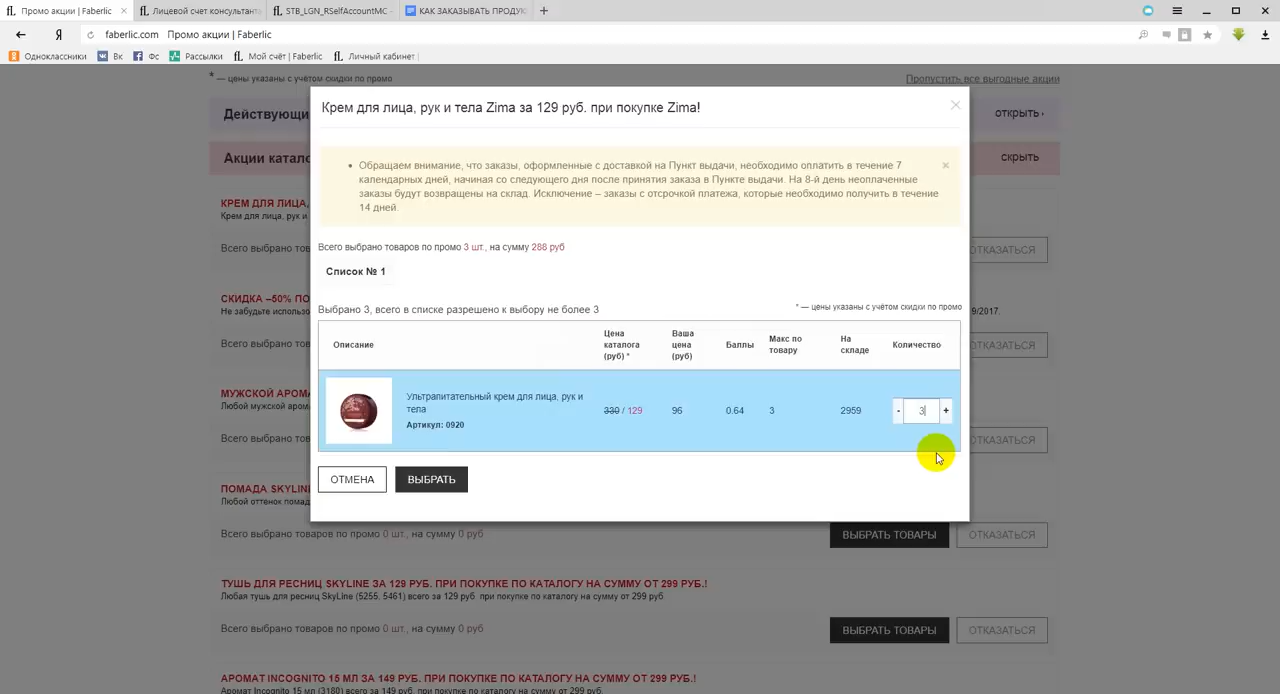 Промо акции | Faberlic
Лицевой счет консультант
STB_LGN_RSelfAccountMC -
КАК ЗАКАЗЫВАТЬ ПРОДУК
faberlic.com Промо акции | Faberlic
Одноклассники Вк Фс Рассылки Мой счёт | Faberlic Личный кабинет |
* — цены указаны с учётом скидки по промо
Пропустить все выгодные акции
Действующи
открыть ›
Акции катало
скрыть
Крем для лица, рук и тела Zima за 129 руб. при покупке Zima!
Обращаем внимание, что заказы, оформленные с доставкой на Пункт выдачи, необходимо оплатить в течение 7
календарных дней, начиная со следующего дня после принятия заказа в Пункте выдачи. На 8-й день неоплаченные
заказы будут возвращены на склад. Исключение – заказы с отсрочкой платежа, которые необходимо получить в течение
14 дней.
Всего выбрано товаров по промо 3 шт., на сумму 288 руб
Список № 1
Выбрано 3, всего в списке разрешено к выбору не более 3
* — цены указаны с учётом скидки по промо
Описание
Цена
каталога
(руб) *
Ваша
цена
(руб)
Баллы
Макс по
товару
На
складе
Количество
Ультрапитательный крем для лица, рук и
тела
Артикул: 0920
330 / 129
96
0.64
3
2959
- 3 +
ОТМЕНА ВЫБРАТЬ
КРЕМ ДЛЯ ЛИЦА,
Крем для лица, рук и
Всего выбрано тов
ОТКАЗАТЬСЯ
СКИДКА –50% ПО
Не забудьте использо
9/2017.
Всего выбрано тов
ОТКАЗАТЬСЯ
МУЖСКОЙ АРОМА
Любой мужской аром
Всего выбрано тов
ОТКАЗАТЬСЯ
ПОМАДА SKYLINE
Любой оттенок помад
Всего выбрано товаров по промо 0 шт., на сумму 0 руб
ВЫБРАТЬ ТОВАРЫ ОТКАЗАТЬСЯ
ТУШЬ ДЛЯ РЕСНИЦ SKYLINE ЗА 129 РУБ. ПРИ ПОКУПКЕ ПО КАТАЛОГУ НА СУММУ ОТ 299 РУБ.!
Любая тушь для ресниц SkyLine (5255, 5461) всего за 129 руб. при покупке по каталогу на сумму от 299 руб.
Всего выбрано товаров по промо 0 шт., на сумму 0 руб
ВЫБРАТЬ ТОВАРЫ ОТКАЗАТЬСЯ
АРОМАТ INCOGNITO 15 МЛ ЗА 149 РУБ. ПРИ ПОКУПКЕ ПО КАТАЛОГУ НА СУММУ ОТ 299 РУБ.!
Аромат Incognito 15 мл (3180) всего за 149 руб. при покупке по каталогу на сумму от 299 руб.